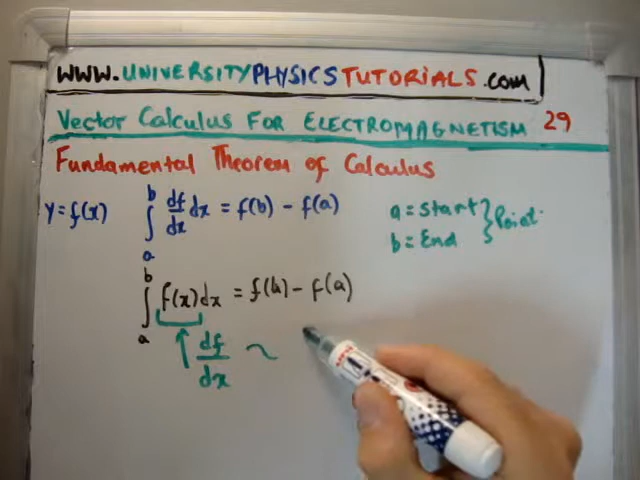 WWW.UNIVERSITYPHYSICSTUTORIALS.com
Vector Calculus FOR ELECTROMAGNETISM 29
Fundamental Theorem of Calculus
y=f(x) ∫ₐᵇ df/dx dx = f(b) - f(a) a = start
b = End } Point
∫ₐᵇ f(x)dx = f(b) - f(a)
↑ df/dx ~